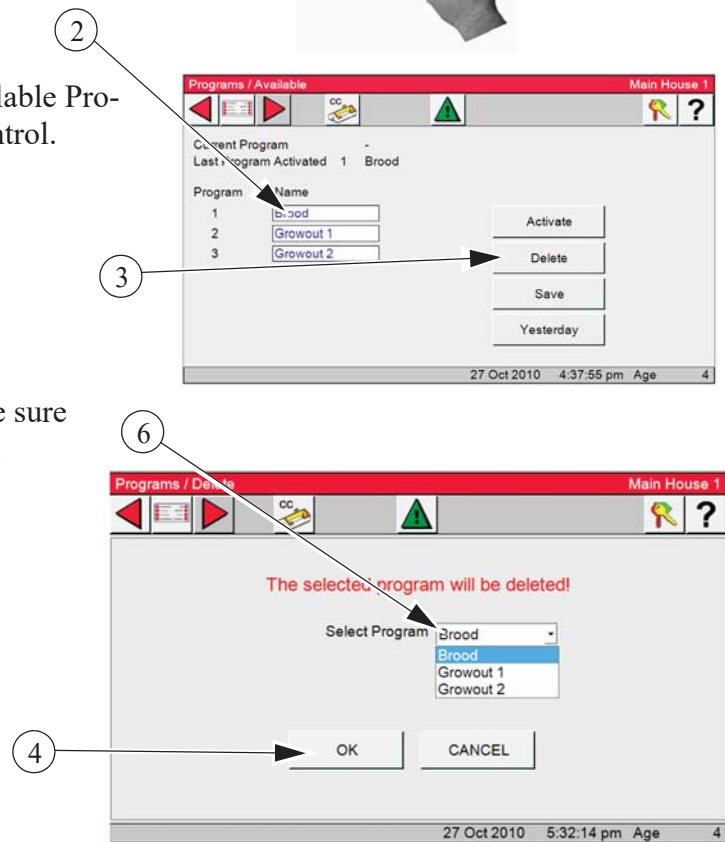 2
lable Pro-
ntrol.
Programs / Available Main House 1
CC
?
Current Program -
Last Program Activated 1 Brood
Program Name
1 Brood
2 Growout 1
3 Growout 2
Activate
Delete
Save
Yesterday
3
27 Oct 2010 4:37:55 pm Age 4
e sure
6
Programs / Delete Main House 1
CC
?
The selected program will be deleted!
Select Program Brood
Brood
Growout 1
Growout 2
4
OK CANCEL
27 Oct 2010 5:32:14 pm Age 4